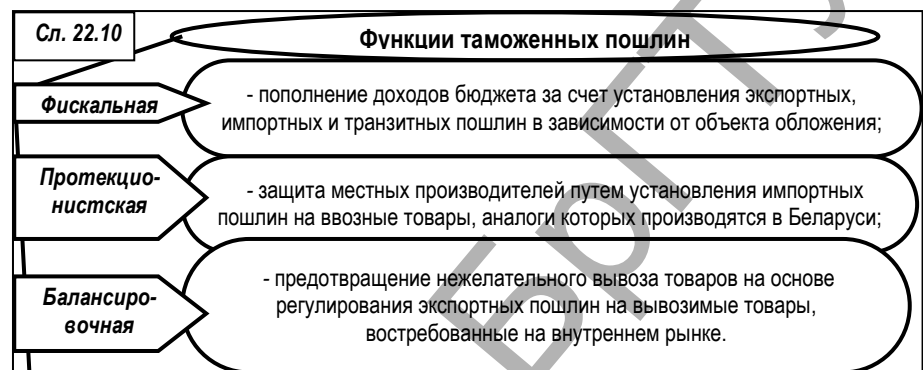 Сл. 22.10
Функции таможенных пошлин
Фискальная
- пополнение доходов бюджета за счет установления экспортных,
импортных и транзитных пошлин в зависимости от объекта обложения;
Протекцио-
нистская
- защита местных производителей путем установления импортных
пошлин на ввозные товары, аналоги которых производятся в Беларуси;
Балансиро-
вочная
- предотвращение нежелательного вывоза товаров на основе
регулирования экспортных пошлин на вывозимые товары,
востребованные на внутреннем рынке.
БрГТУ